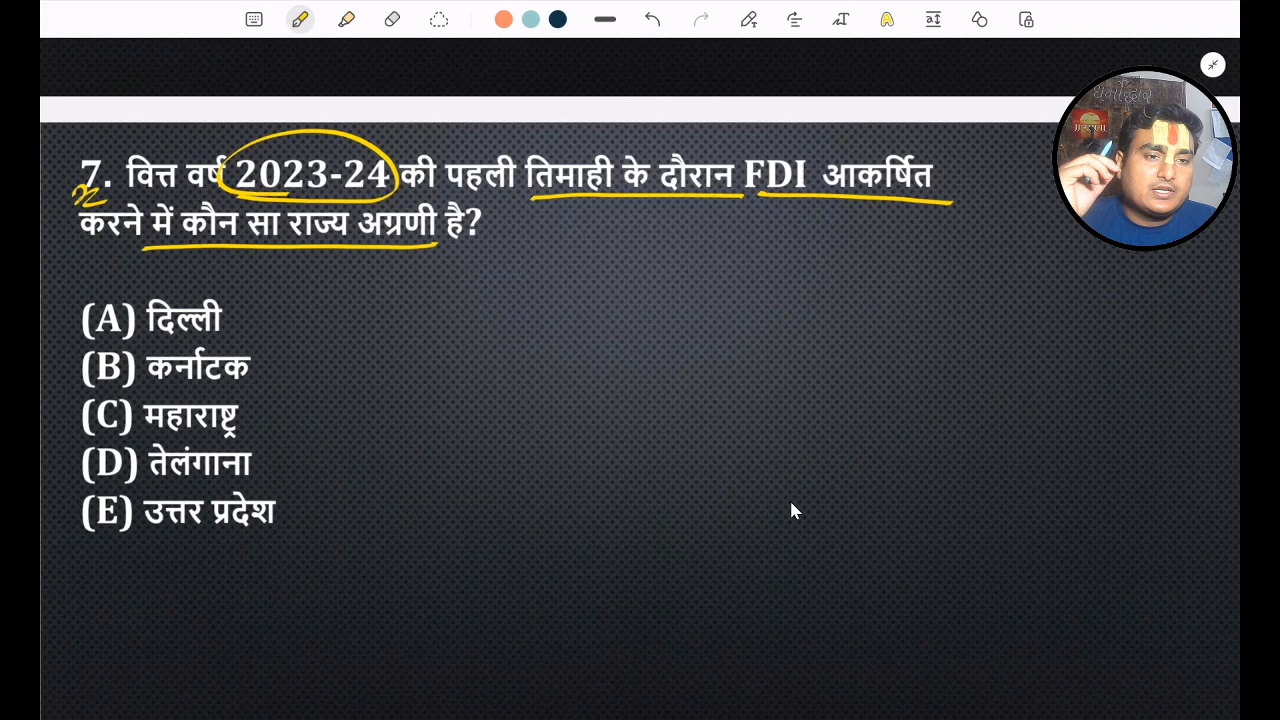 7. वित्त वर्ष 2023-24 की पहली तिमाही के दौरान FDI आकर्षित
करने में कौन सा राज्य अग्रणी है?
(A) दिल्ली
(B) कर्नाटक
(C) महाराष्ट्र
(D) तेलंगाना
(E) उत्तर प्रदेश